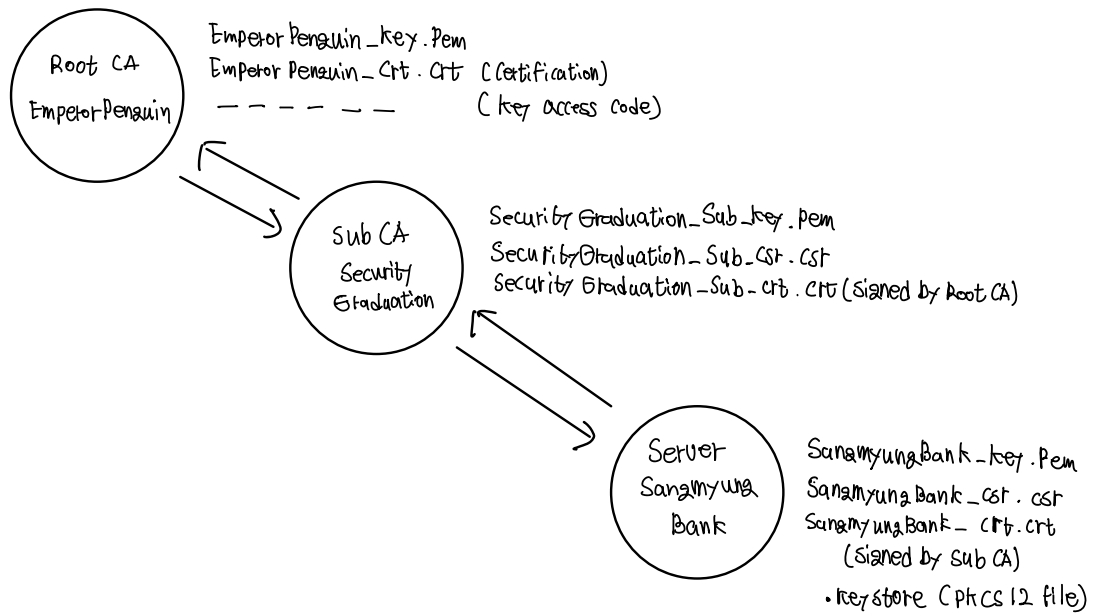 Root CA
EmperorPenguin
EmperorPenguin_key.pem
EmperorPenguin_crt.crt (Certification)
_ _ _ _ _ _ (key access code)
Sub CA
Security
Graduation
SecurityGraduation_Sub_key.pem
SecurityGraduation_Sub_csr.csr
SecurityGraduation_Sub_crt.crt (Signed by Root CA)
Server
Sangmyung
Bank
SangmyungBank_key.pem
SangmyungBank_csr.csr
SangmyungBank_crt.crt
(Signed by Sub CA)
.keystore (pkcs12 file)